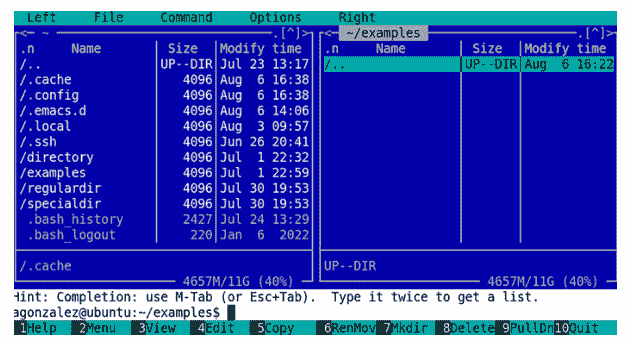 Left File Command Options Right
<─ ~ ─.[^]> <─ ~/examples ─.[^]>
.n Name Size Modify time .n Name Size Modify time
/.. UP--DIR Jul 23 13:17 /.. UP--DIR Aug 6 16:22
/.cache 4096 Aug 6 16:38
/.config 4096 Aug 6 16:38
/.emacs.d 4096 Aug 6 14:06
/.local 4096 Aug 3 09:57
/.ssh 4096 Jun 26 20:41
/directory 4096 Jul 1 22:32
/examples 4096 Jul 1 22:59
/regulardir 4096 Jul 30 19:53
/specialdir 4096 Jul 30 19:53
.bash_history 2427 Jul 24 13:29
.bash_logout 220 Jan 6 2022
/.cache UP--DIR
4657M/11G (40%) 4657M/11G (40%)
Hint: Completion: use M-Tab (or Esc+Tab). Type it twice to get a list.
agonzalez@ubuntu:~/examples$
1Help 2Menu 3View 4Edit 5Copy 6RenMov 7Mkdir 8Delete 9PullDn 10Quit